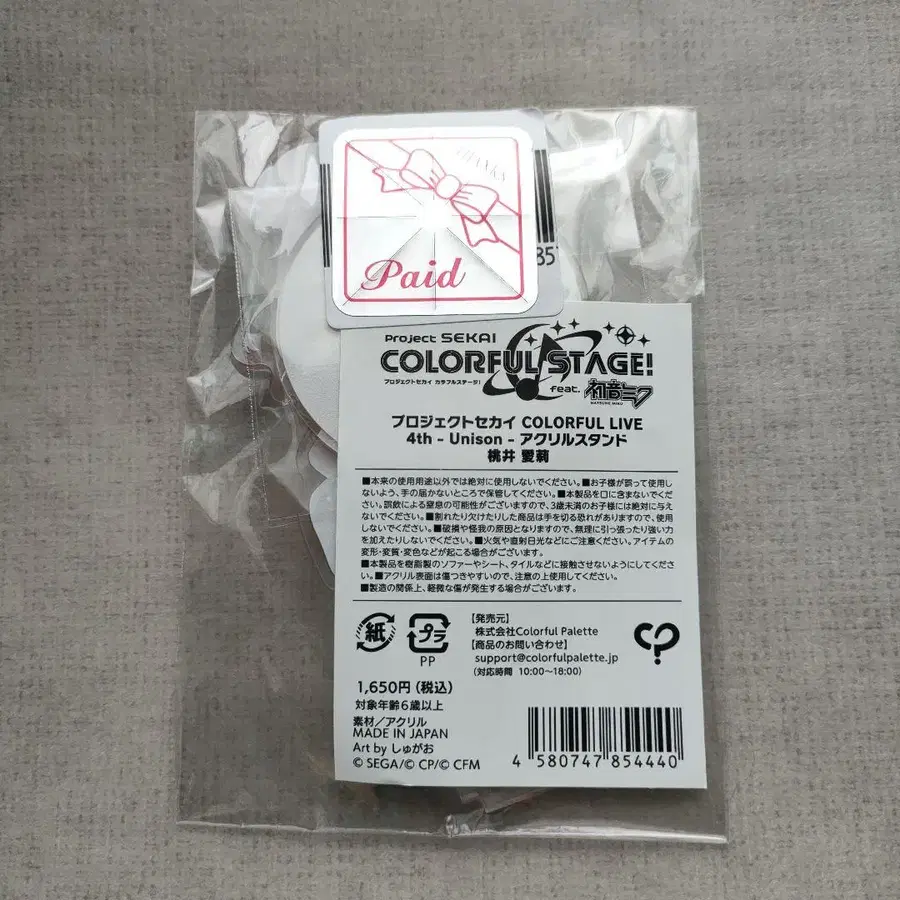 THANKS
Paid
85
Project SEKAI
COLORFUL STAGE!
プロジェクトセカイ カラフルステージ!
feat. 初音ミク
HATSUNE MIKU
プロジェクトセカイ COLORFUL LIVE
4th - Unison - アクリルスタンド
桃井 愛莉
■本来の使用用途以外では絶対に使用しないでください。■お子様が誤って使用し
ないよう、手の届かないところで保管してください。■本製品を口に含まないでくだ
さい。誤飲による窒息の可能性がございますので、3歳未満のお子様には絶対に与え
ないでください。■割れたり欠けたりした商品は手を切る恐れがありますので、使用
しないでください。■破損や怪我の原因となりますので、無理に引っ張ったり強い力
を加えたりしないでください。■火気や直射日光などにご注意ください。アイテムの
変形・変質・変色などが起こる場合がございます。
■本製品を樹脂製のソファーやシート、タイルなどに接触させないようにしてくださ
い。■アクリル表面は傷つきやすいので、注意の上使用してください。
■製造の関係上、軽微な傷が発生する場合がございます。
紙
プラ
PP
【発売元】
株式会社Colorful Palette
【商品のお問い合わせ】
support@colorfulpalette.jp
(対応時間 10:00~18:00)
1,650円(税込)
対象年齢6歳以上
素材/アクリル
MADE IN JAPAN
Art by しゅがお
© SEGA/© CP/© CFM
4 580747 854440